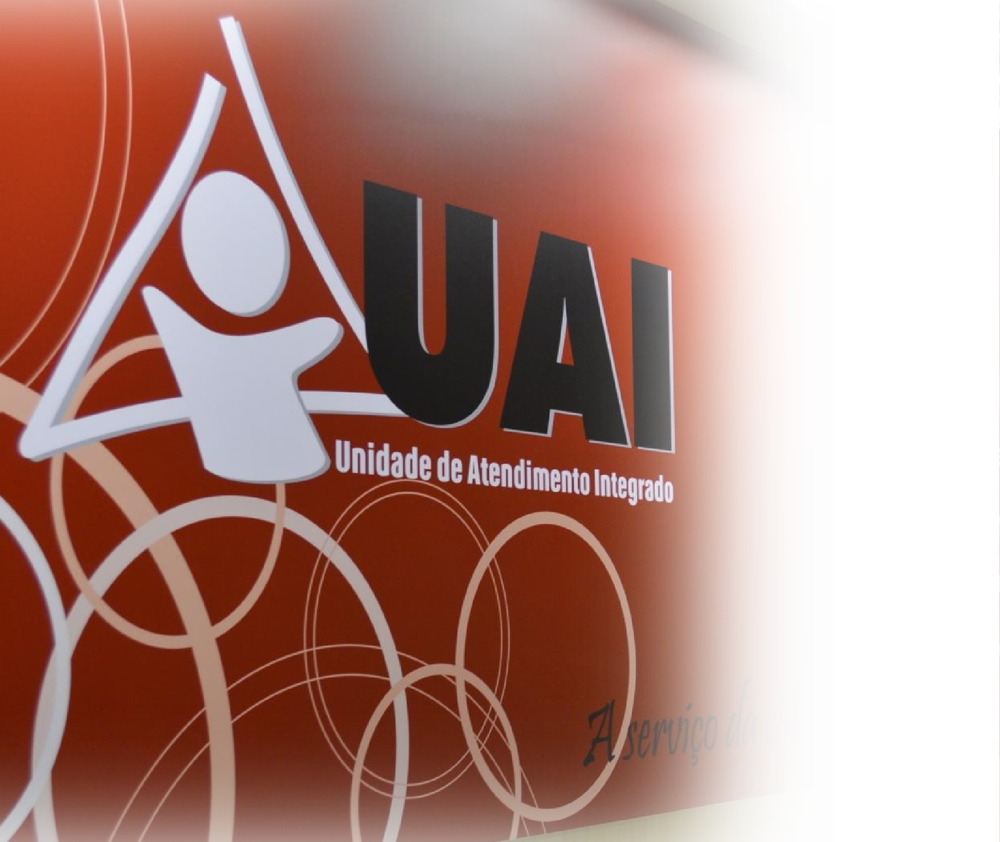 UAI
Unidade de Atendimento Integrado
A serviço